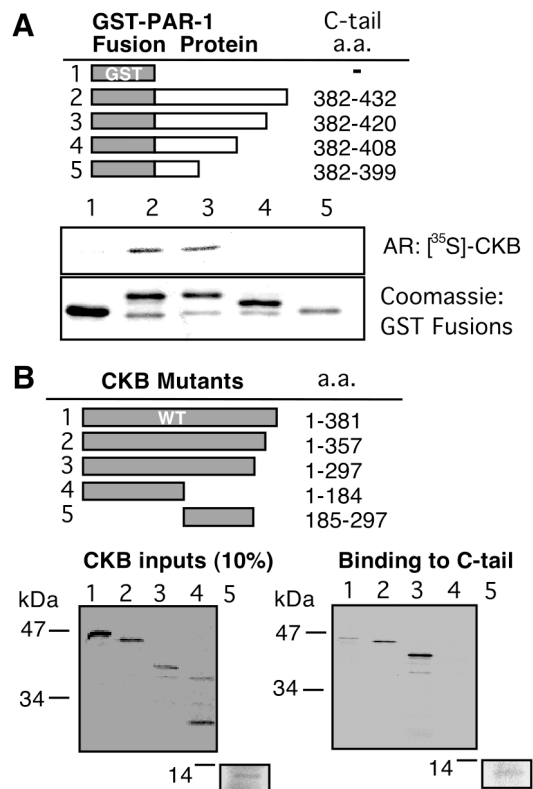 A
GST-PAR-1 C-tail
Fusion Protein a.a.
1 GST -
2 382-432
3 382-420
4 382-408
5 382-399
1 2 3 4 5
AR: [35S]-CKB
Coomassie:
GST Fusions
B
CKB Mutants a.a.
1 WT 1-381
2 1-357
3 1-297
4 1-184
5 185-297
CKB inputs (10%) Binding to C-tail
kDa 1 2 3 4 5 kDa 1 2 3 4 5
47 47
34 34
14 14